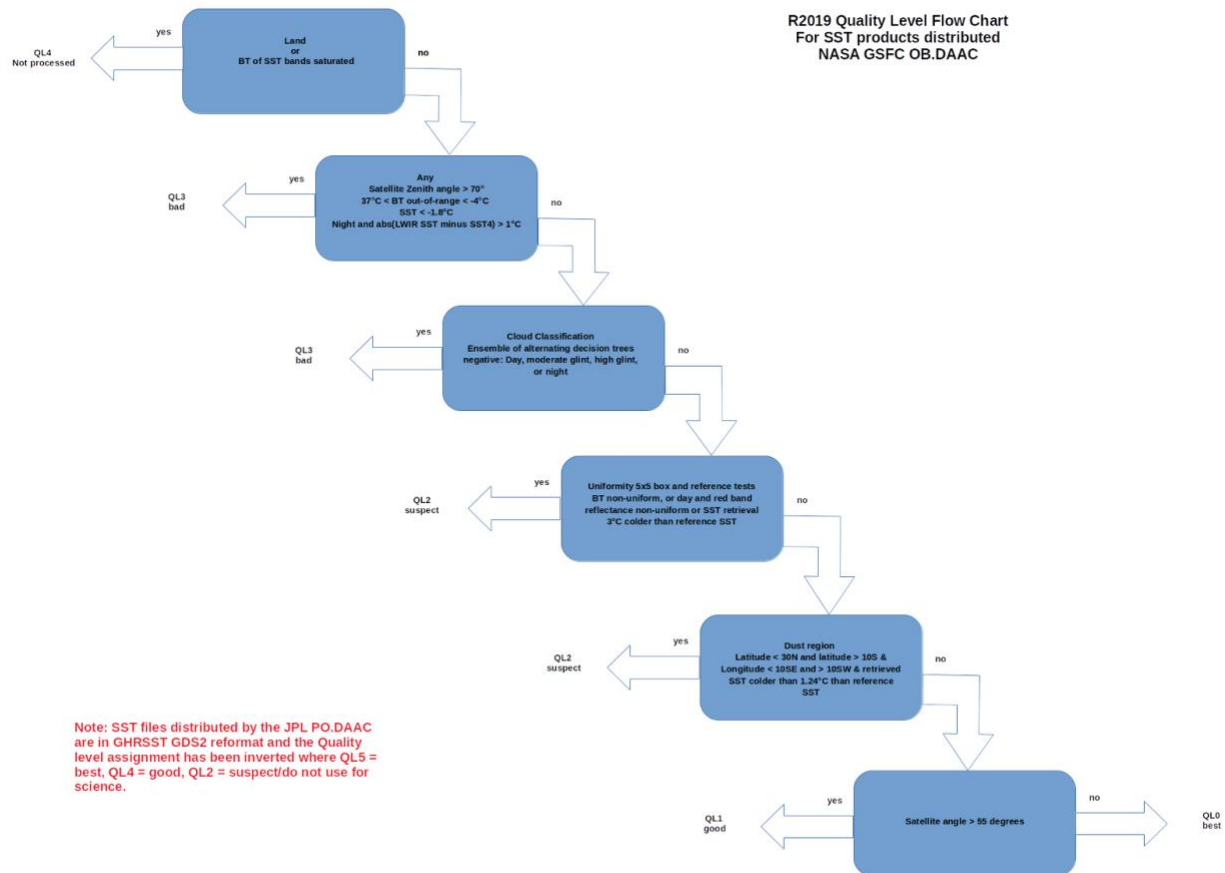 R2019 Quality Level Flow Chart
For SST products distributed
NASA GSFC OB.DAAC
yes
QL4
Not processed
Land
or
BT of SST bands saturated
no
yes
QL3
bad
Any
Satellite Zenith angle > 70°
37°C < BT out-of-range < -4°C
SST < -1.8°C
Night and abs(LWIR SST minus SST4) > 1°C
no
yes
QL3
bad
Cloud Classification
Ensemble of alternating decision trees
negative: Day, moderate glint, high glint,
or night
no
yes
QL2
suspect
Uniformity 5x5 box and reference tests
BT non-uniform, or day and red band
reflectance non-uniform or SST retrieval
3°C colder than reference SST
no
yes
QL2
suspect
Dust region
Latitude < 30N and latitude > 10S &
Longitude < 10SE and > 10SW & retrieved
SST colder than 1.24°C than reference
SST
no
Note: SST files distributed by the JPL PO.DAAC
are in GHRSST GDS2 reformat and the Quality
level assignment has been inverted where QL5 =
best, QL4 = good, QL2 = suspect/do not use for
science.
yes
QL1
good
Satellite angle > 55 degrees
no
QL0
best